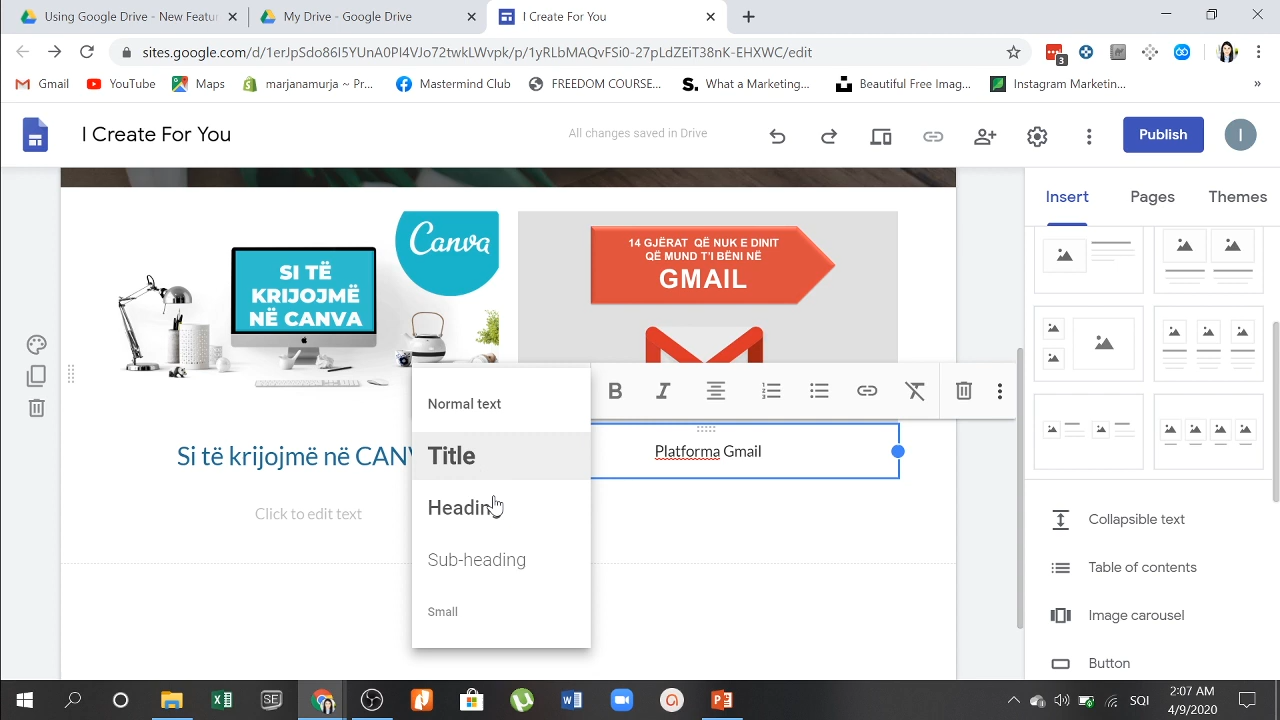 Using Google Drive - New Featur
My Drive - Google Drive
I Create For You
sites.google.com/d/1erJpSdo86I5YUnA0Pl4VJo72twkLWvpk/p/1yRLbMAQvFSi0-27pLdZEiT38nK-EHXWC/edit
3
Gmail
YouTube
Maps
marjanamurja ~ Pr...
Mastermind Club
FREEDOM COURSE...
What a Marketing...
Beautiful Free Imag...
Instagram Marketin...
»
I Create For You
All changes saved in Drive
Publish
I
Insert
Pages
Themes
Canva
SI TË
KRIJOJMË
NË CANVA
14 GJËRAT QË NUK E DINIT
QË MUND T'I BËNI NË
GMAIL
Normal text
Title
Heading
Sub-heading
Small
B
I
Si të krijojmë në CANV
Click to edit text
Platforma Gmail
Collapsible text
Table of contents
Image carousel
Button
SE
SQI
2:07 AM
4/9/2020